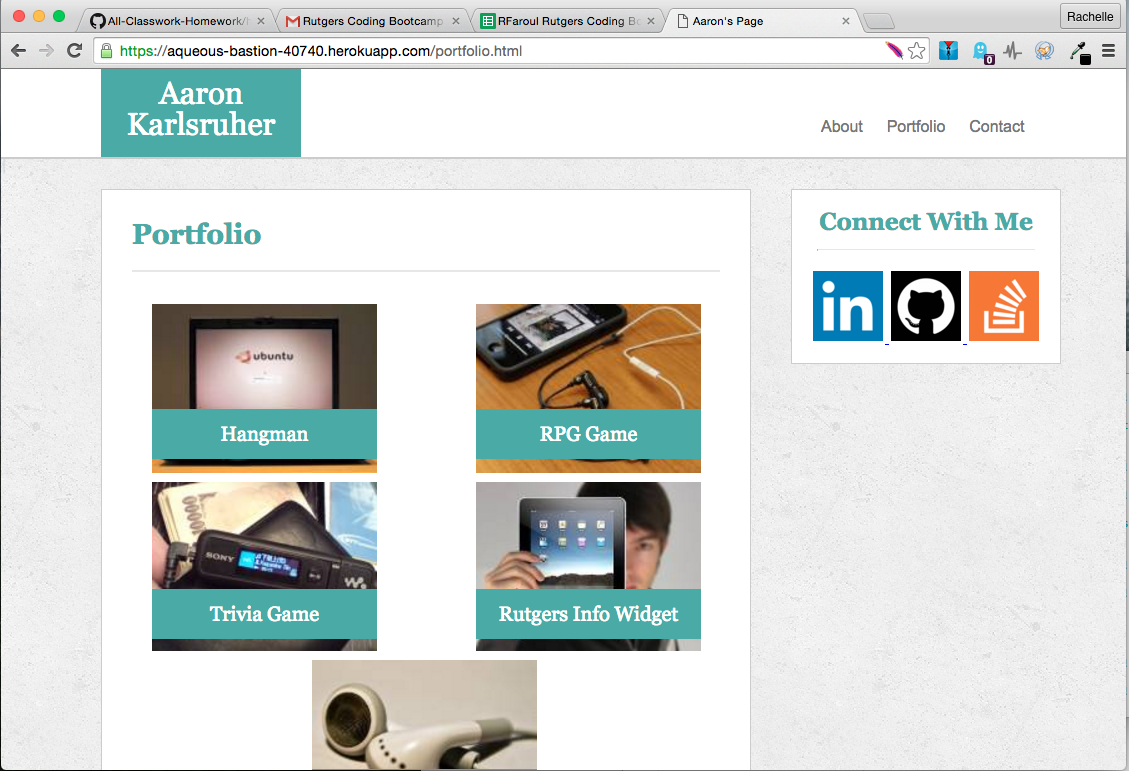 All-Classwork-Homework/h
Rutgers Coding Bootcamp
RFaroul Rutgers Coding Bo
Aaron's Page
Rachelle
https://aqueous-bastion-40740.herokuapp.com/portfolio.html
0
Aaron
Karlsruher
About Portfolio Contact
Portfolio
Connect With Me
in
ubuntu
Hangman
RPG Game
SONY
W
Trivia Game
Rutgers Info Widget